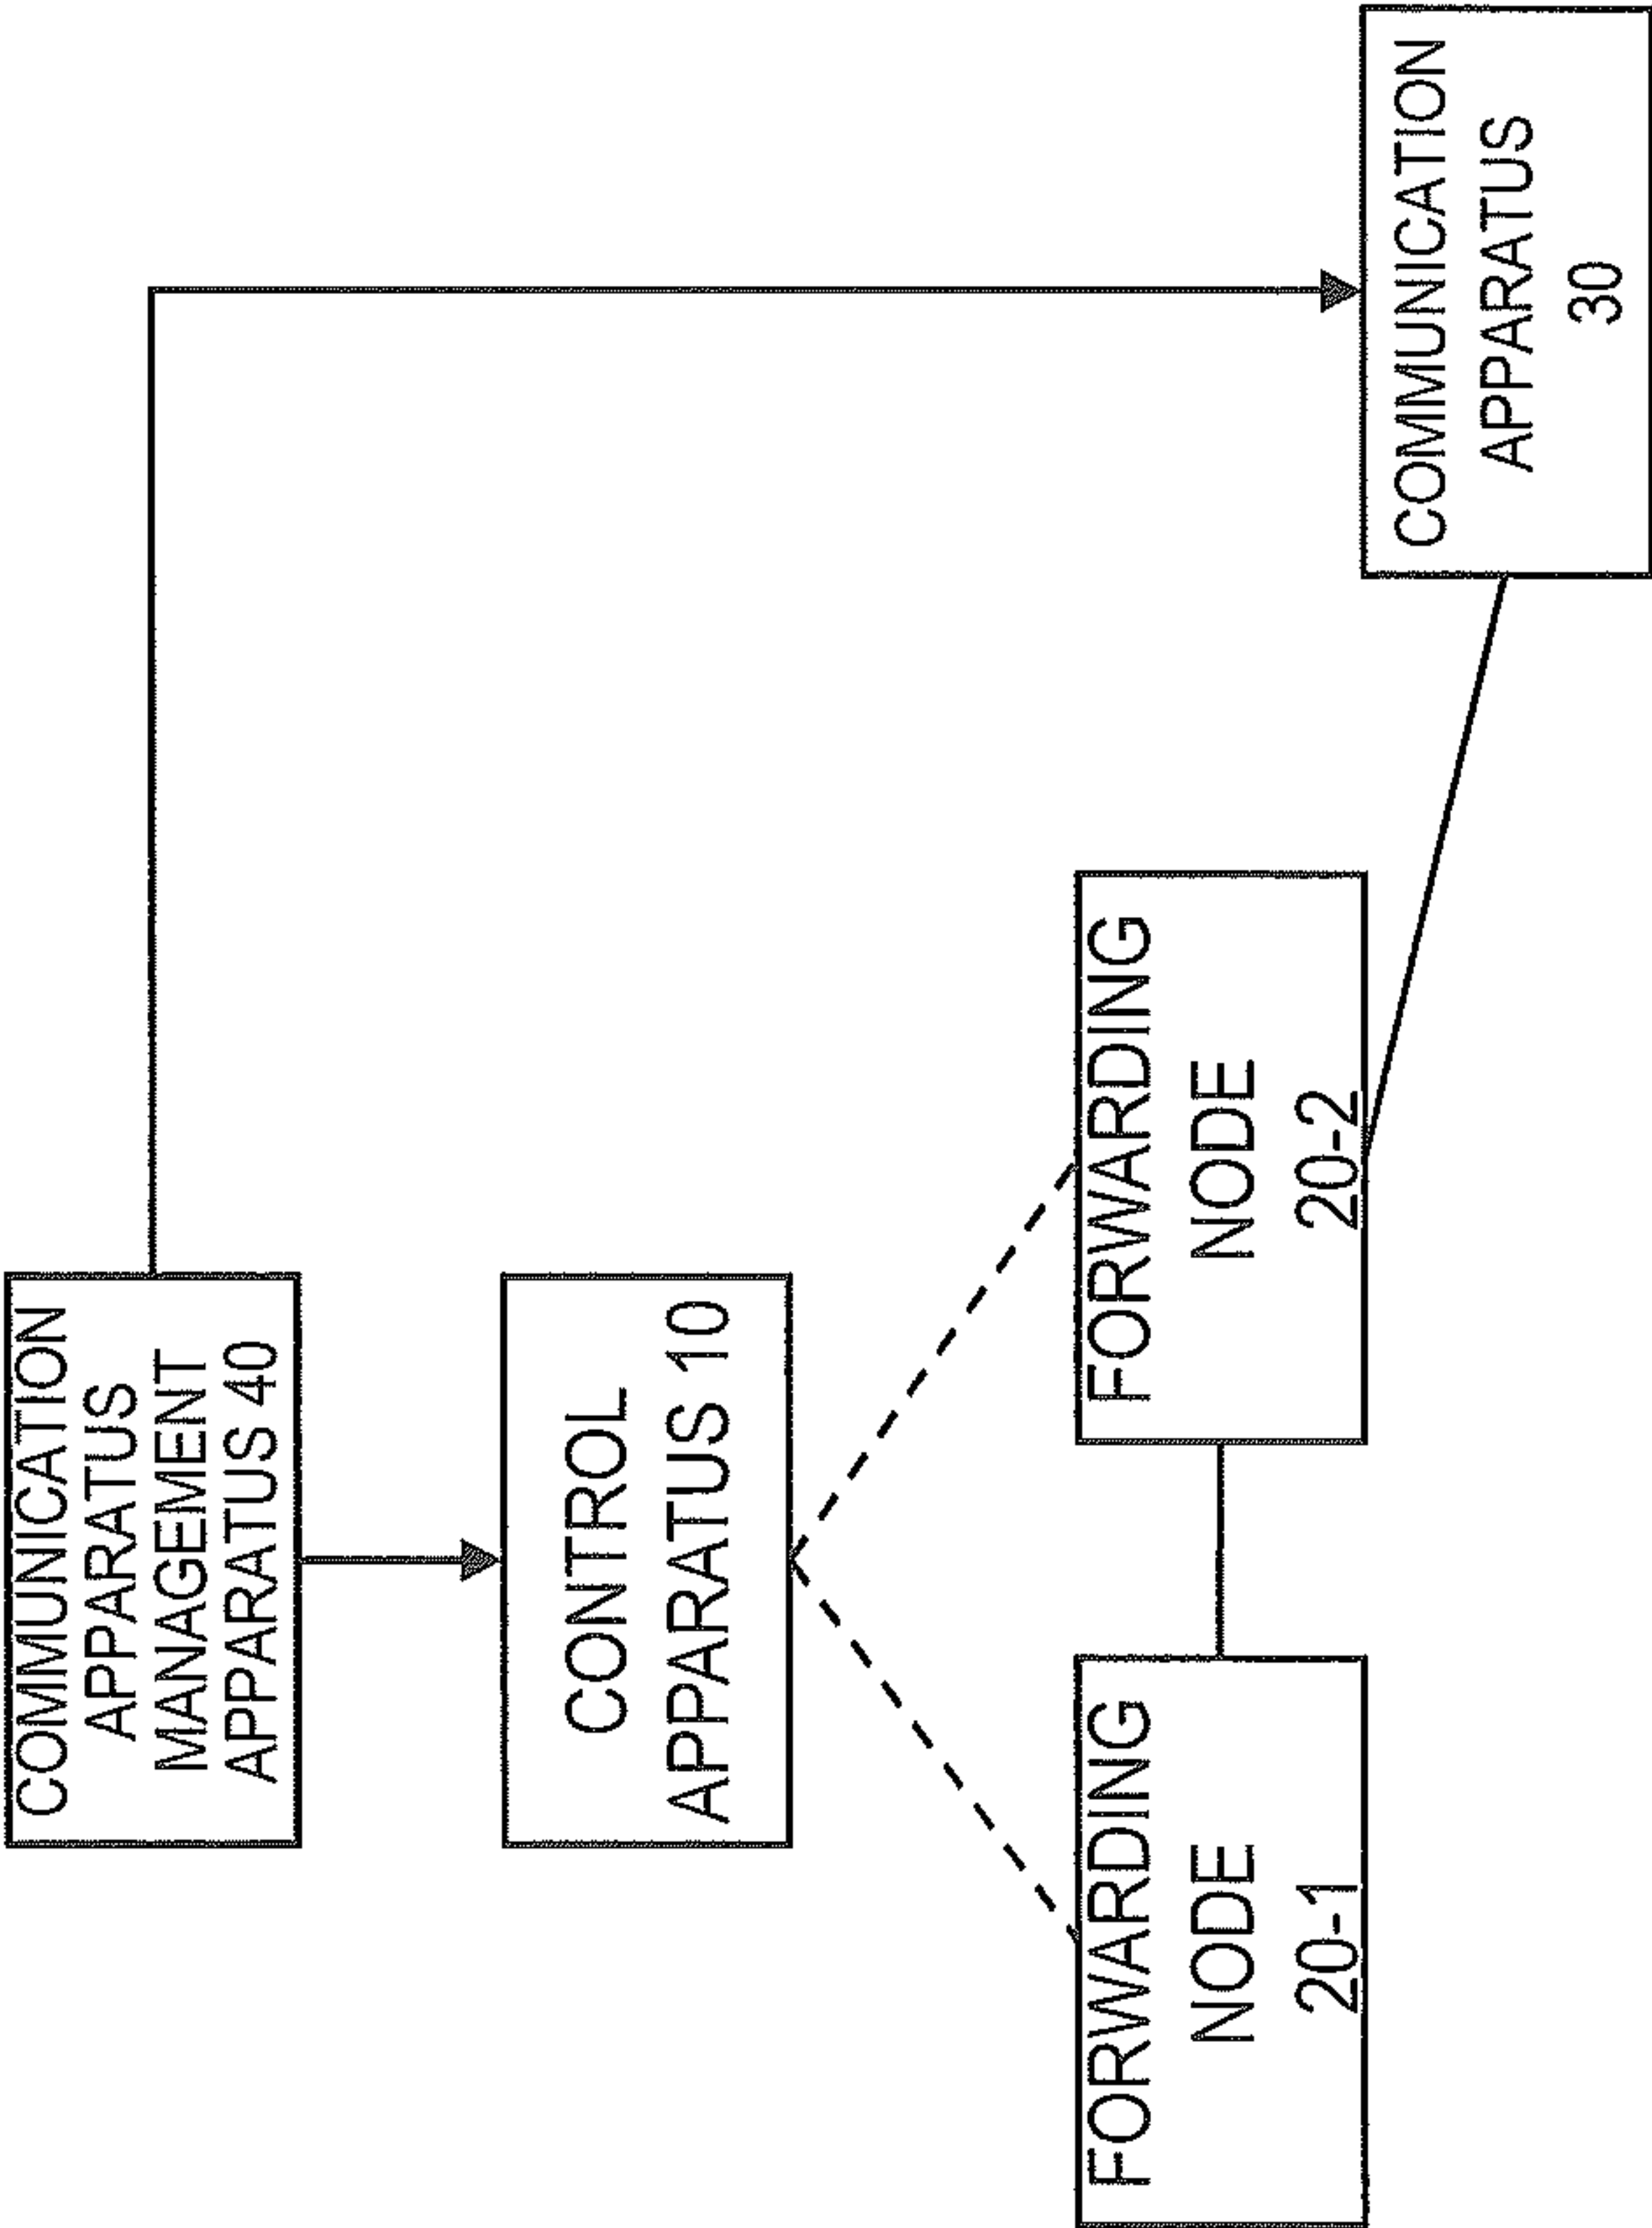 COMMUNICATION
APPARATUS
MANAGEMENT
APPARATUS 40
CONTROL
APPARATUS 10
FORWARDING
NODE
20-1
FORWARDING
NODE
20-2
COMMUNICATION
APPARATUS
30